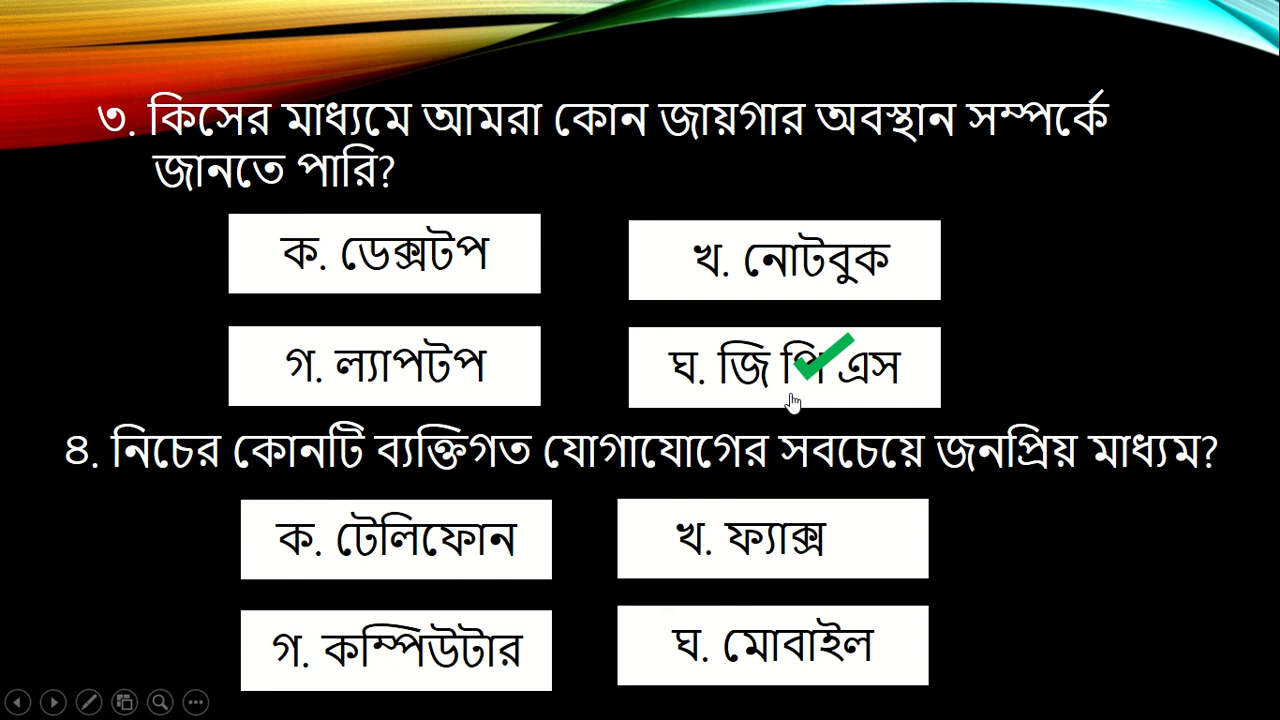 ৩. কিসের মাধ্যমে আমরা কোন জায়গার অবস্থান সম্পর্কে
জানতে পারি?
ক. ডেক্সটপ
খ. নোটবুক
গ. ল্যাপটপ
ঘ. জি পি এস
৪. নিচের কোনটি ব্যক্তিগত যোগাযোগের সবচেয়ে জনপ্রিয় মাধ্যম?
ক. টেলিফোন
খ. ফ্যাক্স
গ. কম্পিউটার
ঘ. মোবাইল